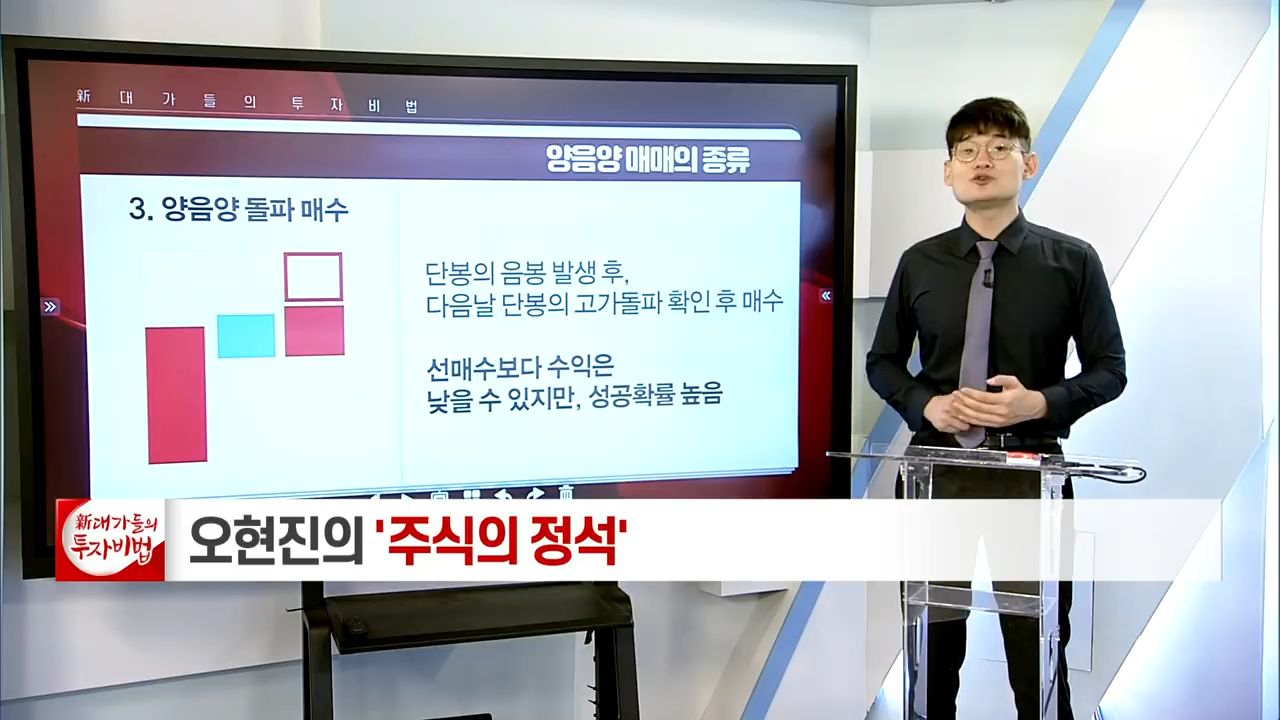 新 대 가 들 의 투 자 비 법
양음양 매매의 종류
3. 양음양 돌파 매수
단봉의 음봉 발생 후,
다음날 단봉의 고가돌파 확인 후 매수
선매수보다 수익은
낮을 수 있지만, 성공확률 높음
新대가들의
투자비법
오현진의 '주식의 정석'